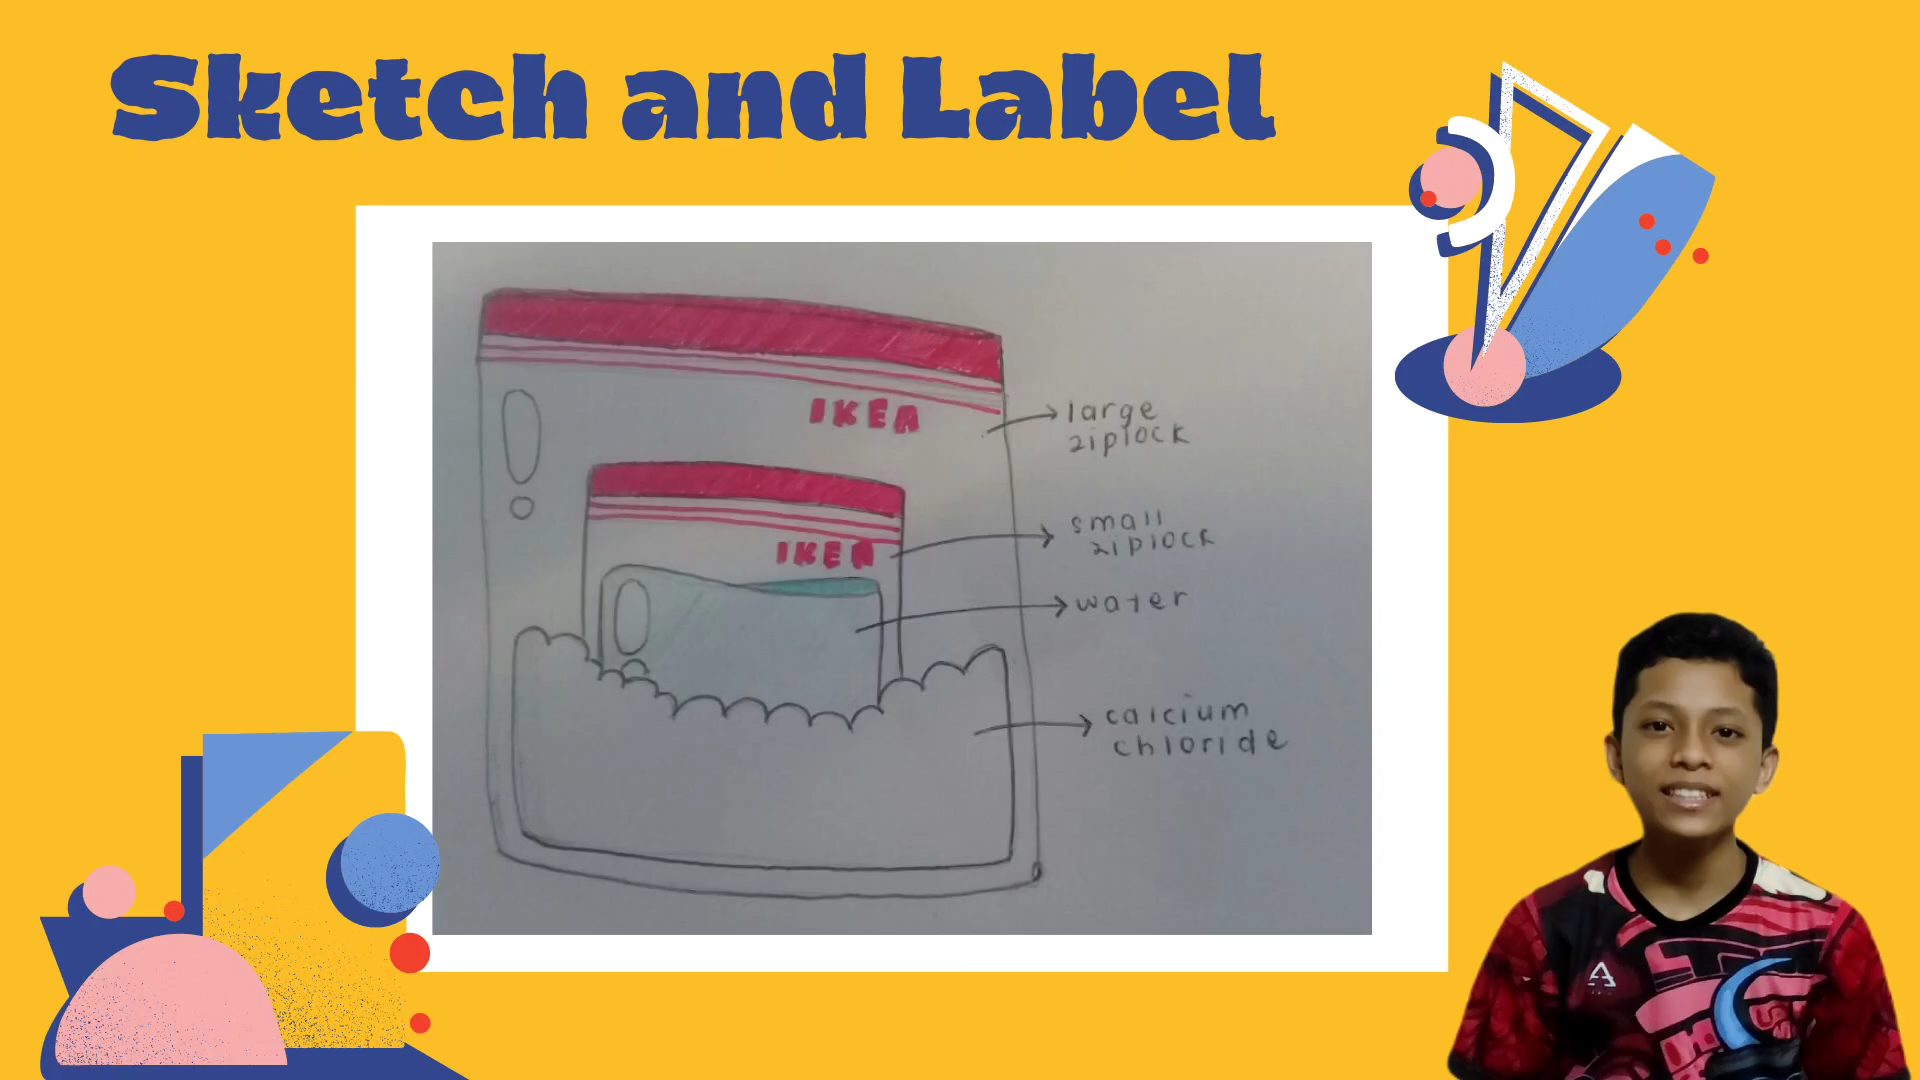 Sketch and Label
IKEA
large
ziplock
IKEA
small
ziplock
water
calcium
chloride